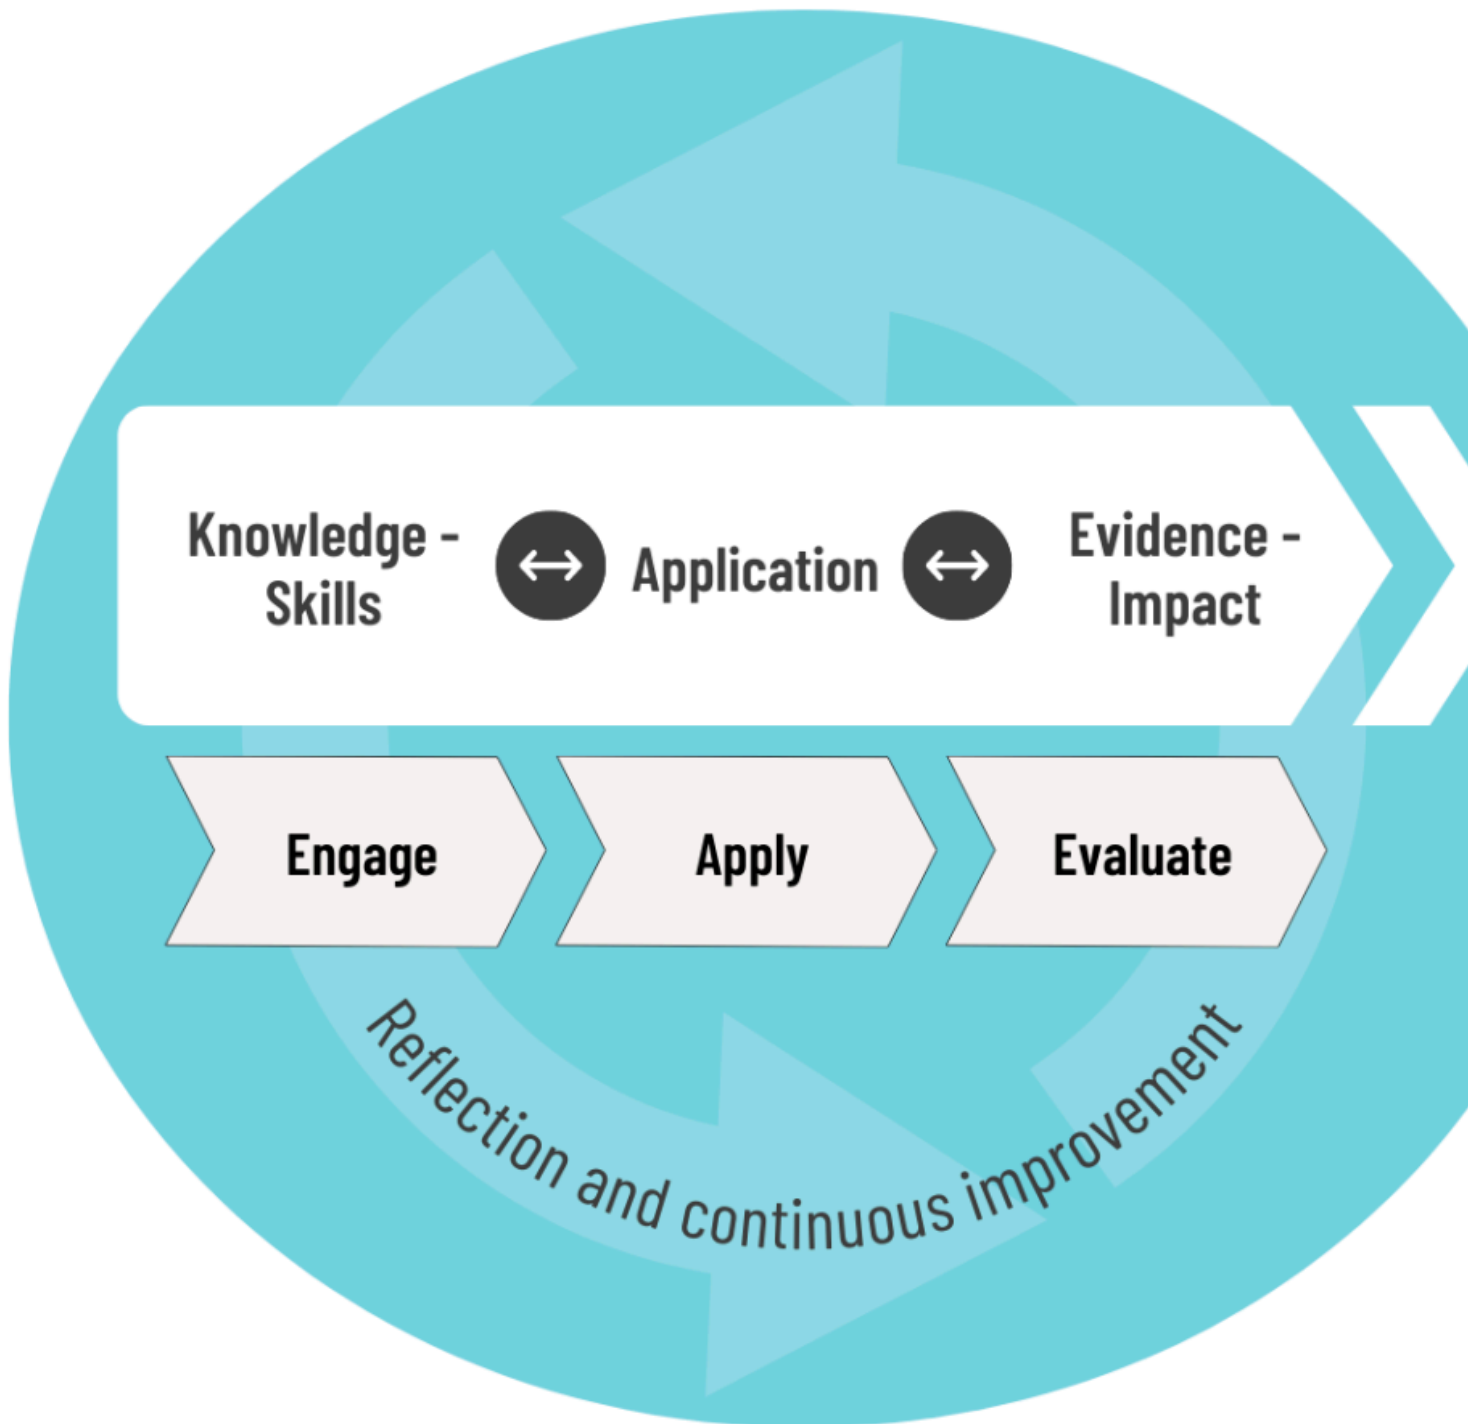 Knowledge -
Skills
Application
Evidence -
Impact
Engage
Apply
Evaluate
Reflection and continuous improvement